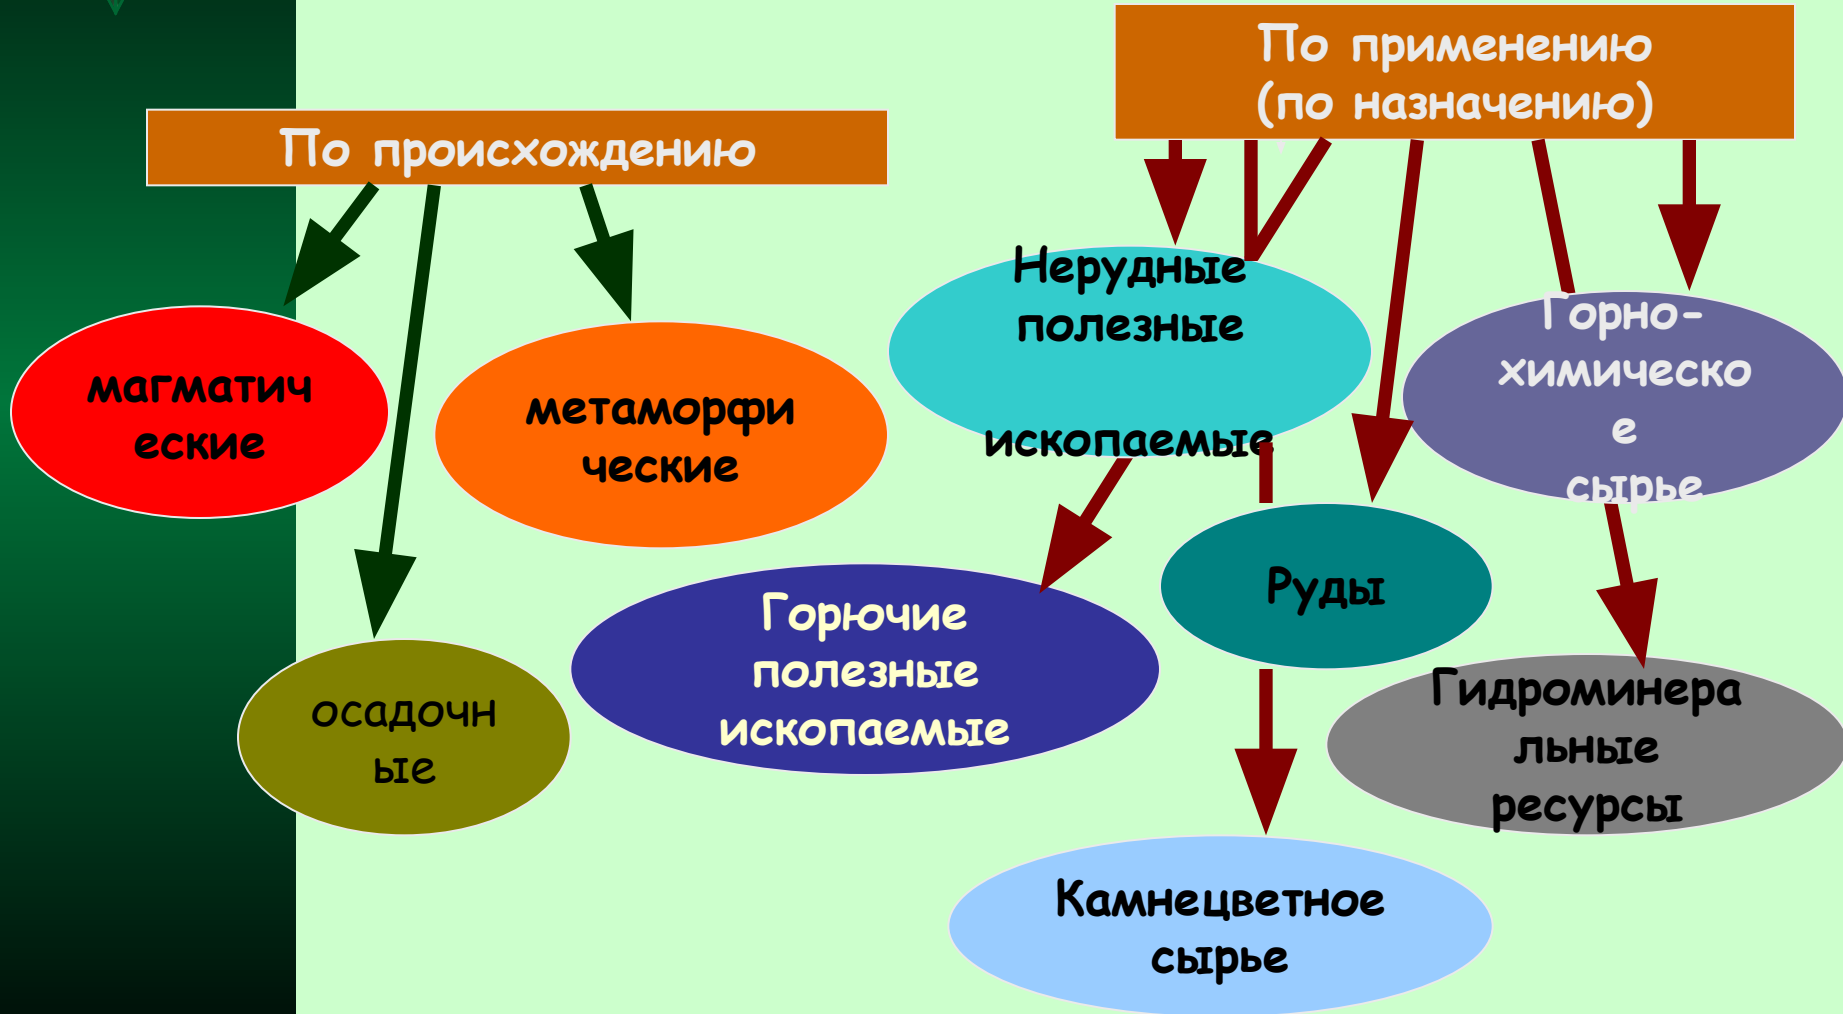 По происхождению
магматич
еские
метаморфи
ческие
осадочн
ые
По применению
(по назначению)
Нерудные
полезные
ископаемые
Горно-
химическо
е
сырье
Руды
Горючие
полезные
ископаемые
Гидроминера
льные
ресурсы
Камнецветное
сырье